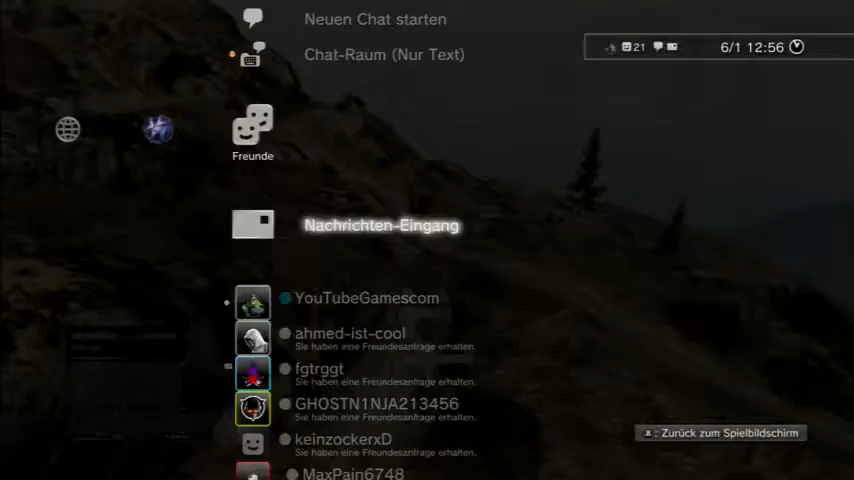 Neuen Chat starten
Chat-Raum (Nur Text)
21
6/1 12:56
Freunde
Nachrichten-Eingang
YouTubeGamescom
ahmed-ist-cool
Sie haben eine Freundesanfrage erhalten.
fgtrggt
Sie haben eine Freundesanfrage erhalten.
GHOSTN1NJA213456
Sie haben eine Freundesanfrage erhalten.
keinzockerxD
Sie haben eine Freundesanfrage erhalten.
: Zurück zum Spielbildschirm
MaxPain6748